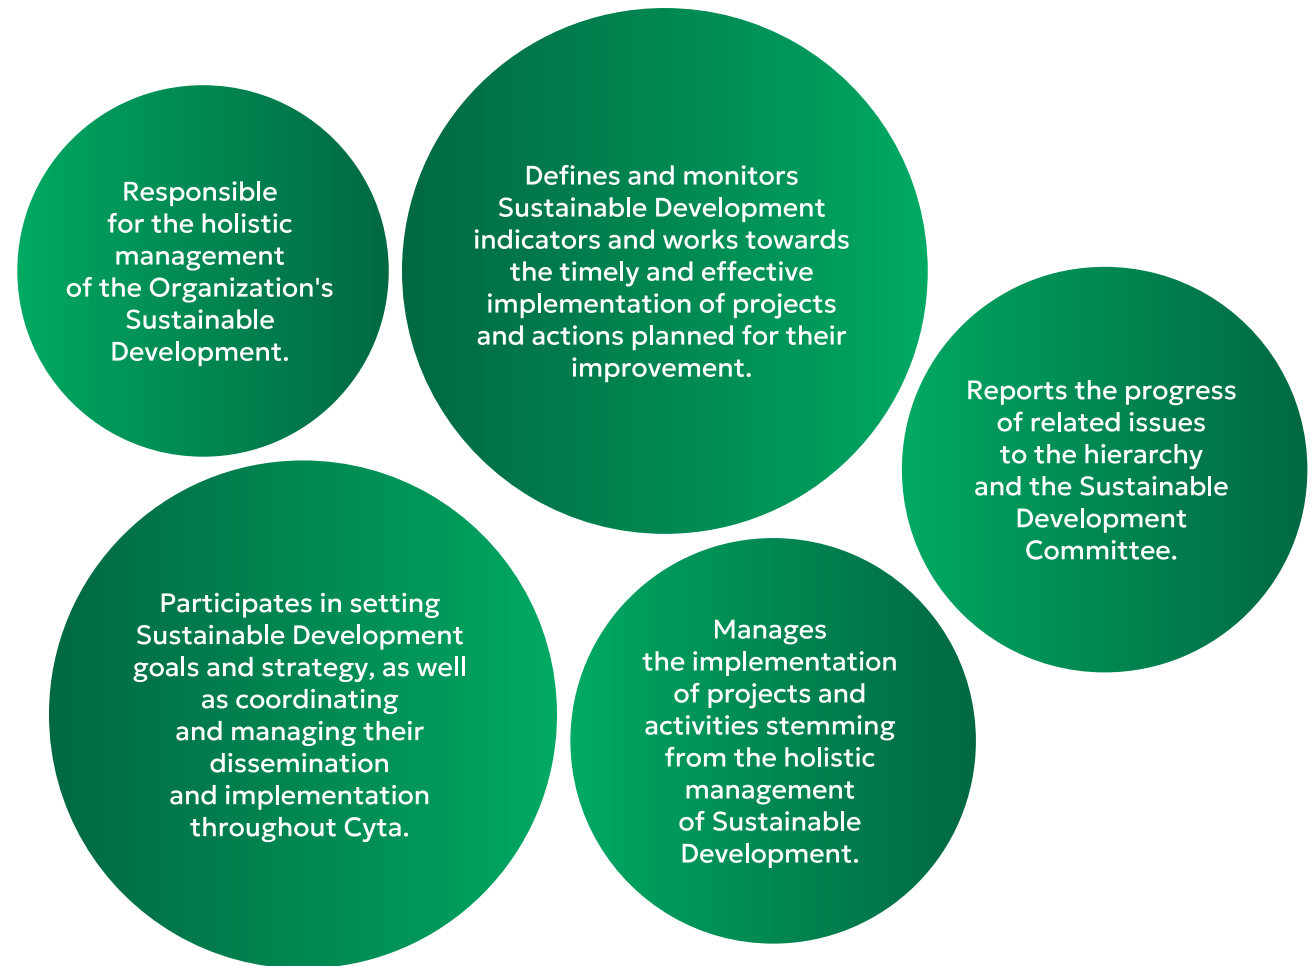 Responsible
for the holistic
management
of the Organization's
Sustainable
Development.
Defines and monitors
Sustainable Development
indicators and works towards
the timely and effective
implementation of projects
and actions planned for their
improvement.
Reports the progress
of related issues
to the hierarchy
and the Sustainable
Development
Committee.
Participates in setting
Sustainable Development
goals and strategy, as well
as coordinating
and managing their
dissemination
and implementation
throughout Cyta.
Manages
the implementation
of projects and
activities stemming
from the holistic
management
of Sustainable
Development.